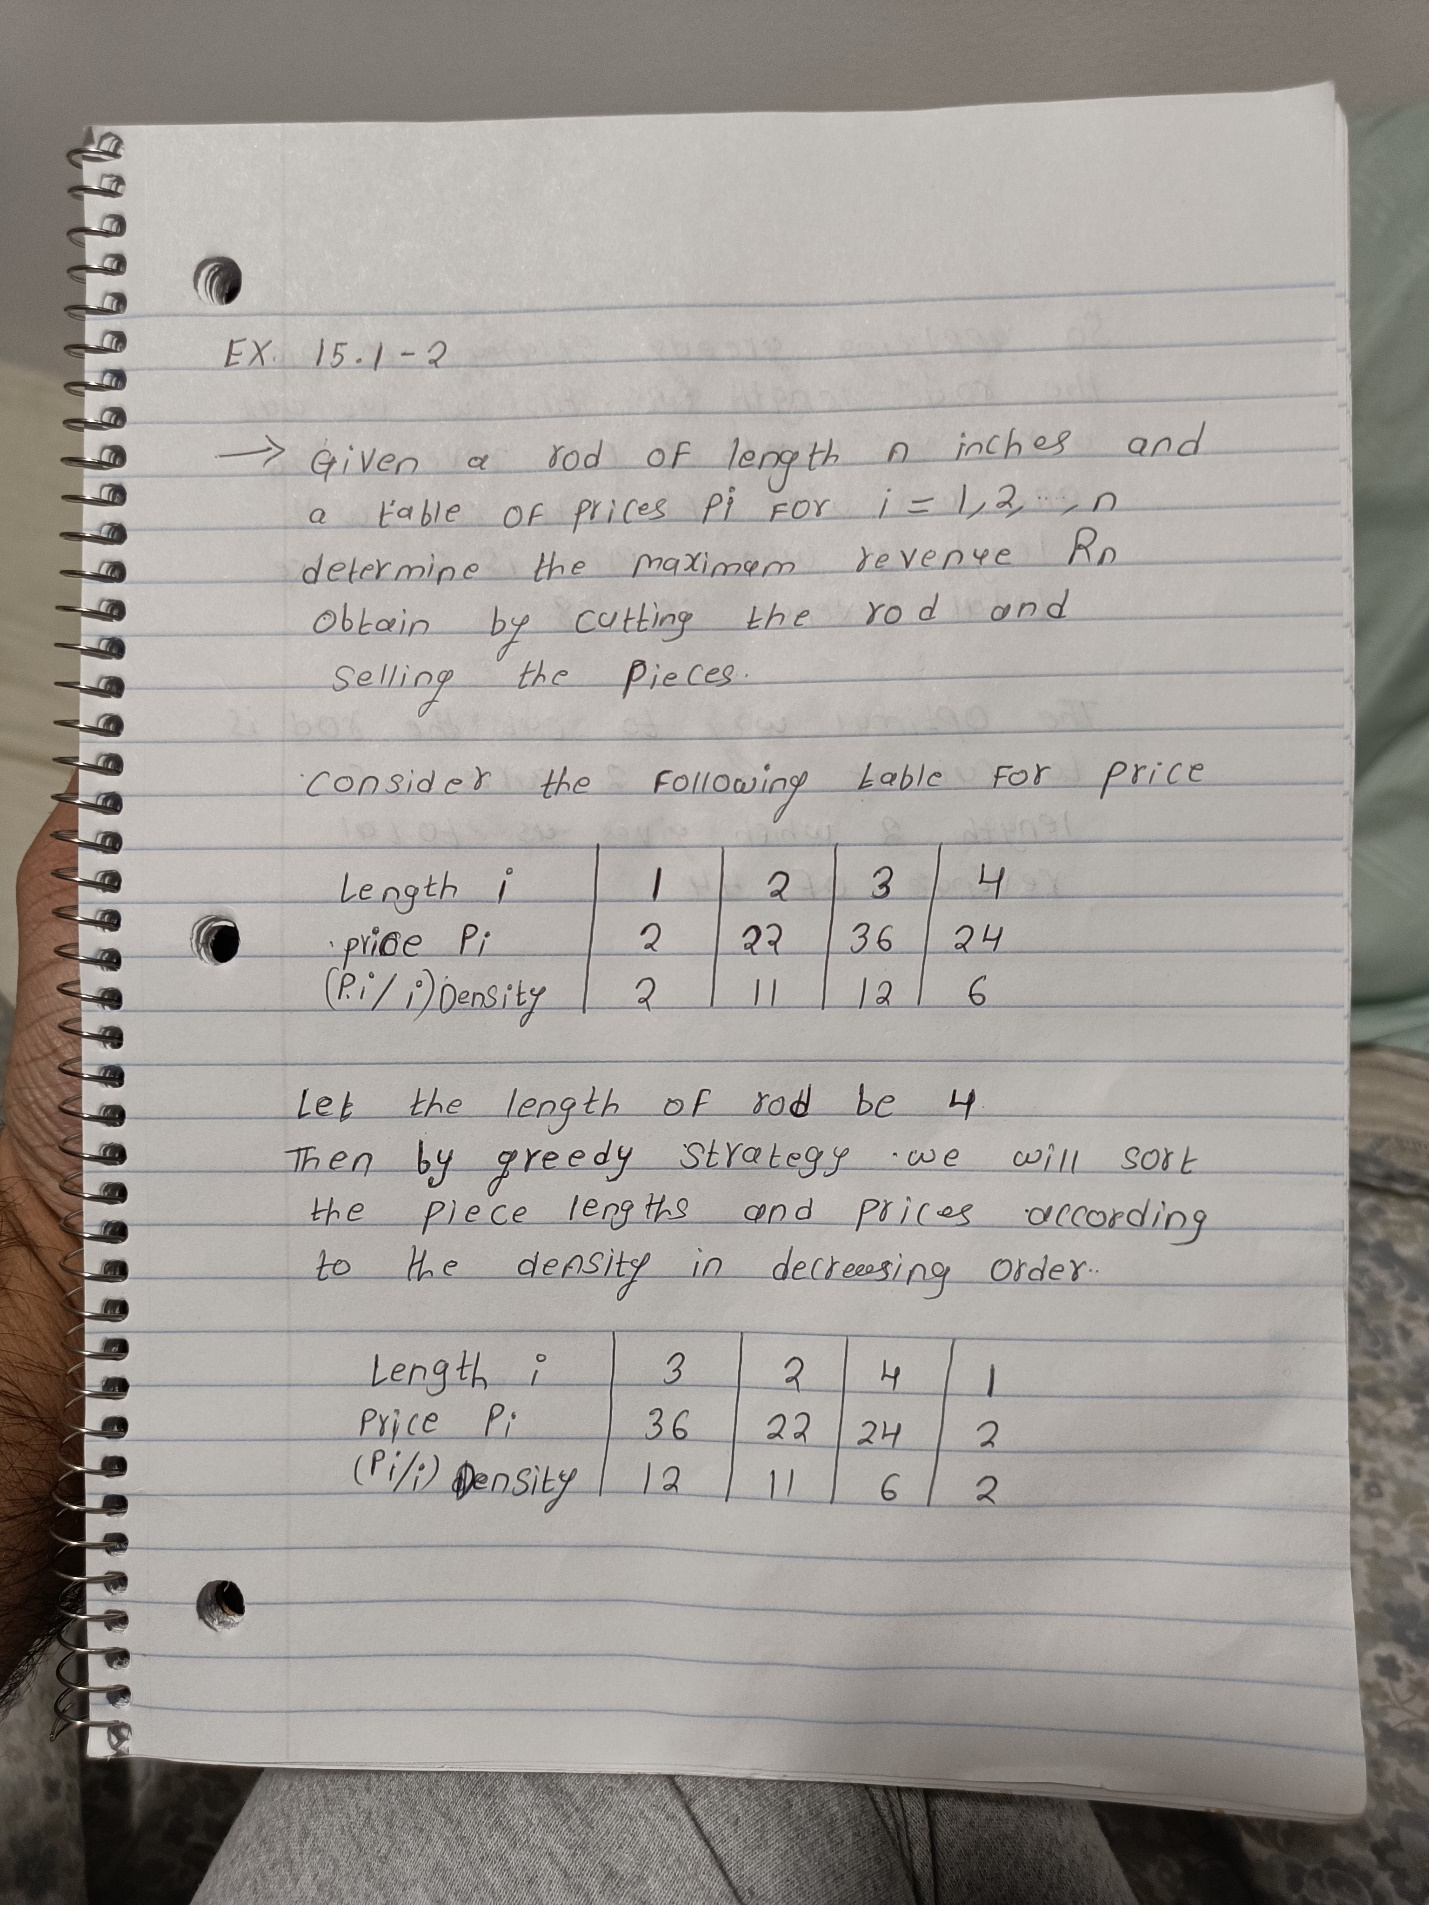 EX. 15.1-2
→ Given a rod of length n inches and
a table of prices Pi for i = 1,2,...,n
determine the maximum revenue Rn
Obtain by cutting the rod and
selling the pieces.
consider the following table for price
Length i | 1 | 2 | 3 | 4
price Pi | 2 | 22 | 36 | 24
(Pi/i) Density | 2 | 11 | 12 | 6
Let the length of rod be 4.
Then by greedy strategy we will sort
the piece lengths and prices according
to the density in decreasing order..
Length i | 3 | 2 | 4 | 1
Price Pi | 36 | 22 | 24 | 2
(Pi/i) Density | 12 | 11 | 6 | 2